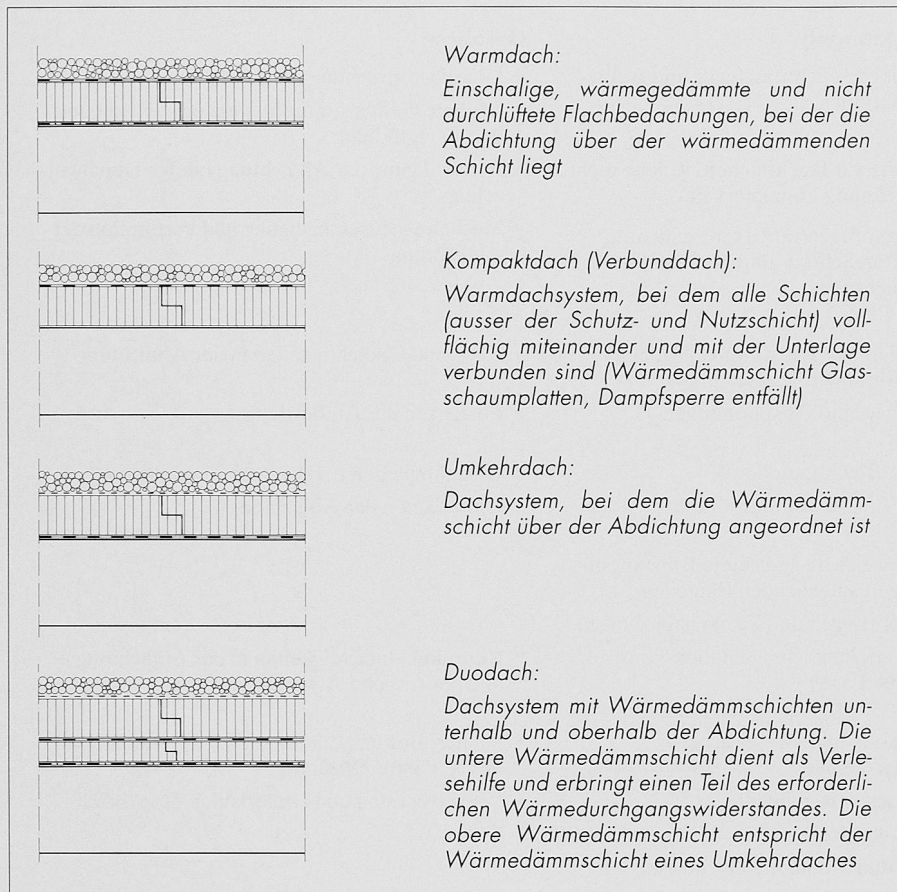 Warmdach:
Einschalige, wärmegedämmte und nicht
durchlüftete Flachbedachungen, bei der die
Abdichtung über der wärmedämmenden
Schicht liegt
Kompaktdach (Verbunddach):
Warmdachsystem, bei dem alle Schichten
(ausser der Schutz- und Nutzschicht) voll-
flächig miteinander und mit der Unterlage
verbunden sind (Wärmedämmschicht Glas-
schaumplatten, Dampfsperre entfällt)
Umkehrdach:
Dachsystem, bei dem die Wärmedämm-
schicht über der Abdichtung angeordnet ist
Duodach:
Dachsystem mit Wärmedämmschichten un-
terhalb und oberhalb der Abdichtung. Die
untere Wärmedämmschicht dient als Verle-
sehilfe und erbringt einen Teil des erforderli-
chen Wärmedurchgangswiderstandes. Die
obere Wärmedämmschicht entspricht der
Wärmedämmschicht eines Umkehrdaches